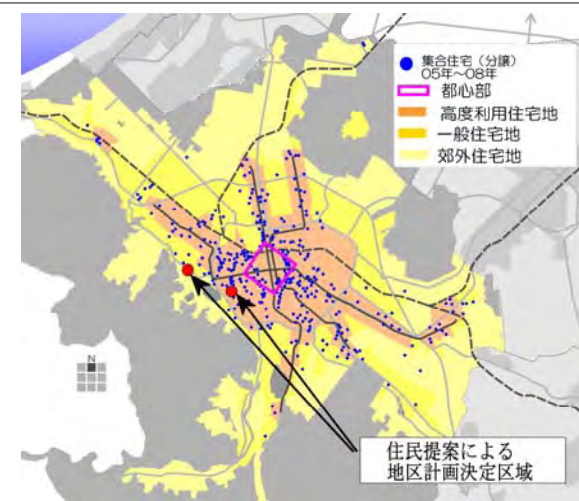 集合住宅（分譲）
05年～08年
都心部
高度利用住宅地
一般住宅地
郊外住宅地
N
住民提案による
地区計画決定区域